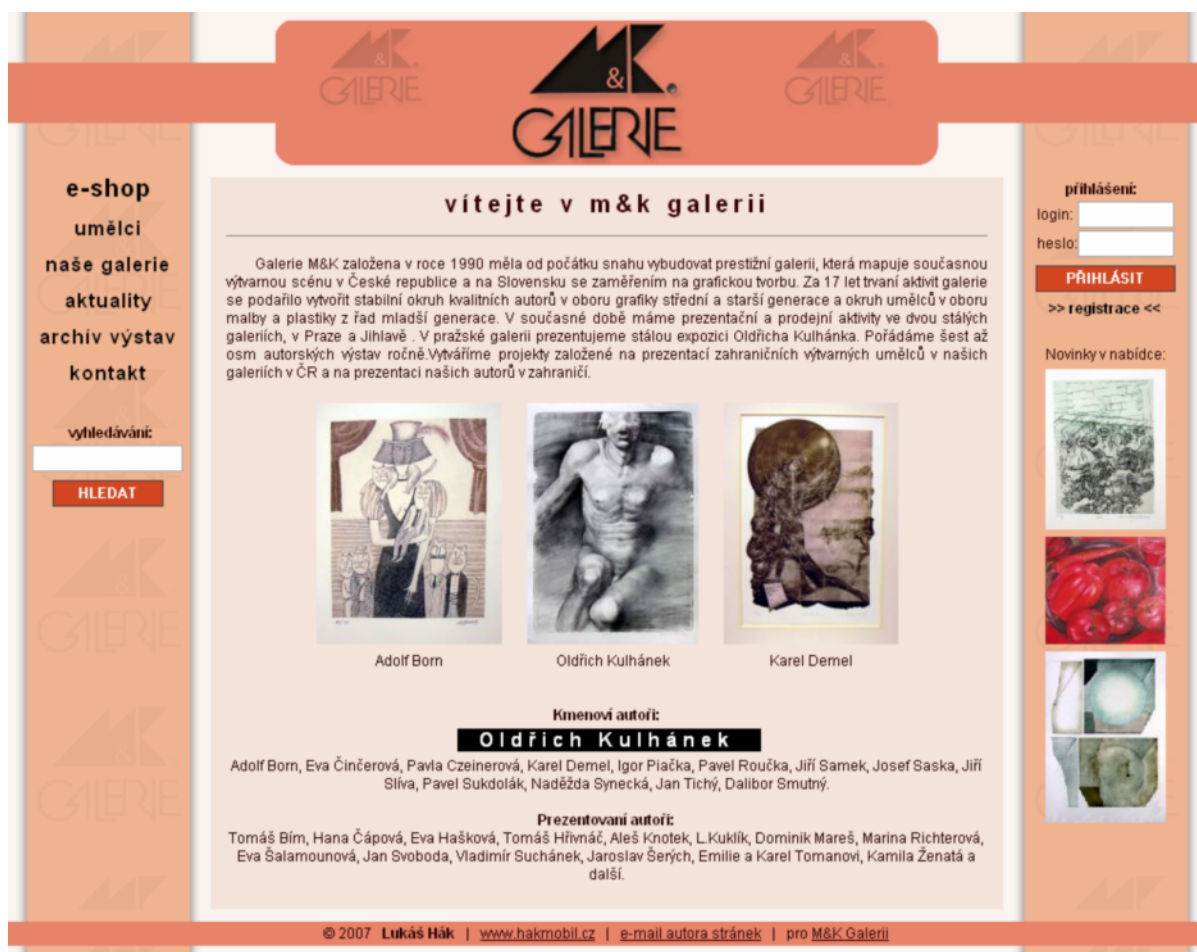 M&K.
GALERIE
M&K.
GALERIE
M&K.
GALERIE
e-shop
umělci
naše galerie
aktuality
archív výstav
kontakt
vyhledávání:
HLEDAT
vítejte v m&k galerii
Galerie M&K založena v roce 1990 měla od počátku snahu vybudovat prestižní galerii, která mapuje současnou
výtvarnou scénu v České republice a na Slovensku se zaměřením na grafickou tvorbu. Za 17 let trvaní aktivit galerie
se podařilo vytvořit stabilní okruh kvalitních autorů v oboru grafiky střední a starší generace a okruh umělců v oboru
malby a plastiky z řad mladší generace. V současné době máme prezentační a prodejní aktivity ve dvou stálých
galeriích, v Praze a Jihlavě . V pražské galerii prezentujeme stálou expozici Oldřicha Kulhánka. Pořádáme šest až
osm autorských výstav ročně.Vytváříme projekty založené na prezentací zahraničních výtvarných umělců v našich
galeriích v ČR a na prezentaci našich autorů v zahraničí.
Adolf Born
Oldřich Kulhánek
Karel Demel
Kmenoví autoři:
Oldřich Kulhánek
Adolf Born, Eva Činčerová, Pavla Czeinerová, Karel Demel, Igor Piačka, Pavel Roučka, Jiří Samek, Josef Saska, Jiří
Slíva, Pavel Sukdolák, Naděžda Synecká, Jan Tichý, Dalibor Smutný.
Prezentovaní autoři:
Tomáš Bím, Hana Čápová, Eva Hašková, Tomáš Hřivnáč, Aleš Knotek, L.Kuklík, Dominik Mareš, Marina Richterová,
Eva Šalamounová, Jan Svoboda, Vladimír Suchánek, Jaroslav Šerých, Emilie a Karel Tomanovi, Kamila Ženatá a
další.
přihlášení:
login:
heslo:
PŘIHLÁSIT
>> registrace <<
Novinky v nabídce:
© 2007 Lukáš Hák | www.hakmobil.cz | e-mail autora stránek | pro M&K Galerii